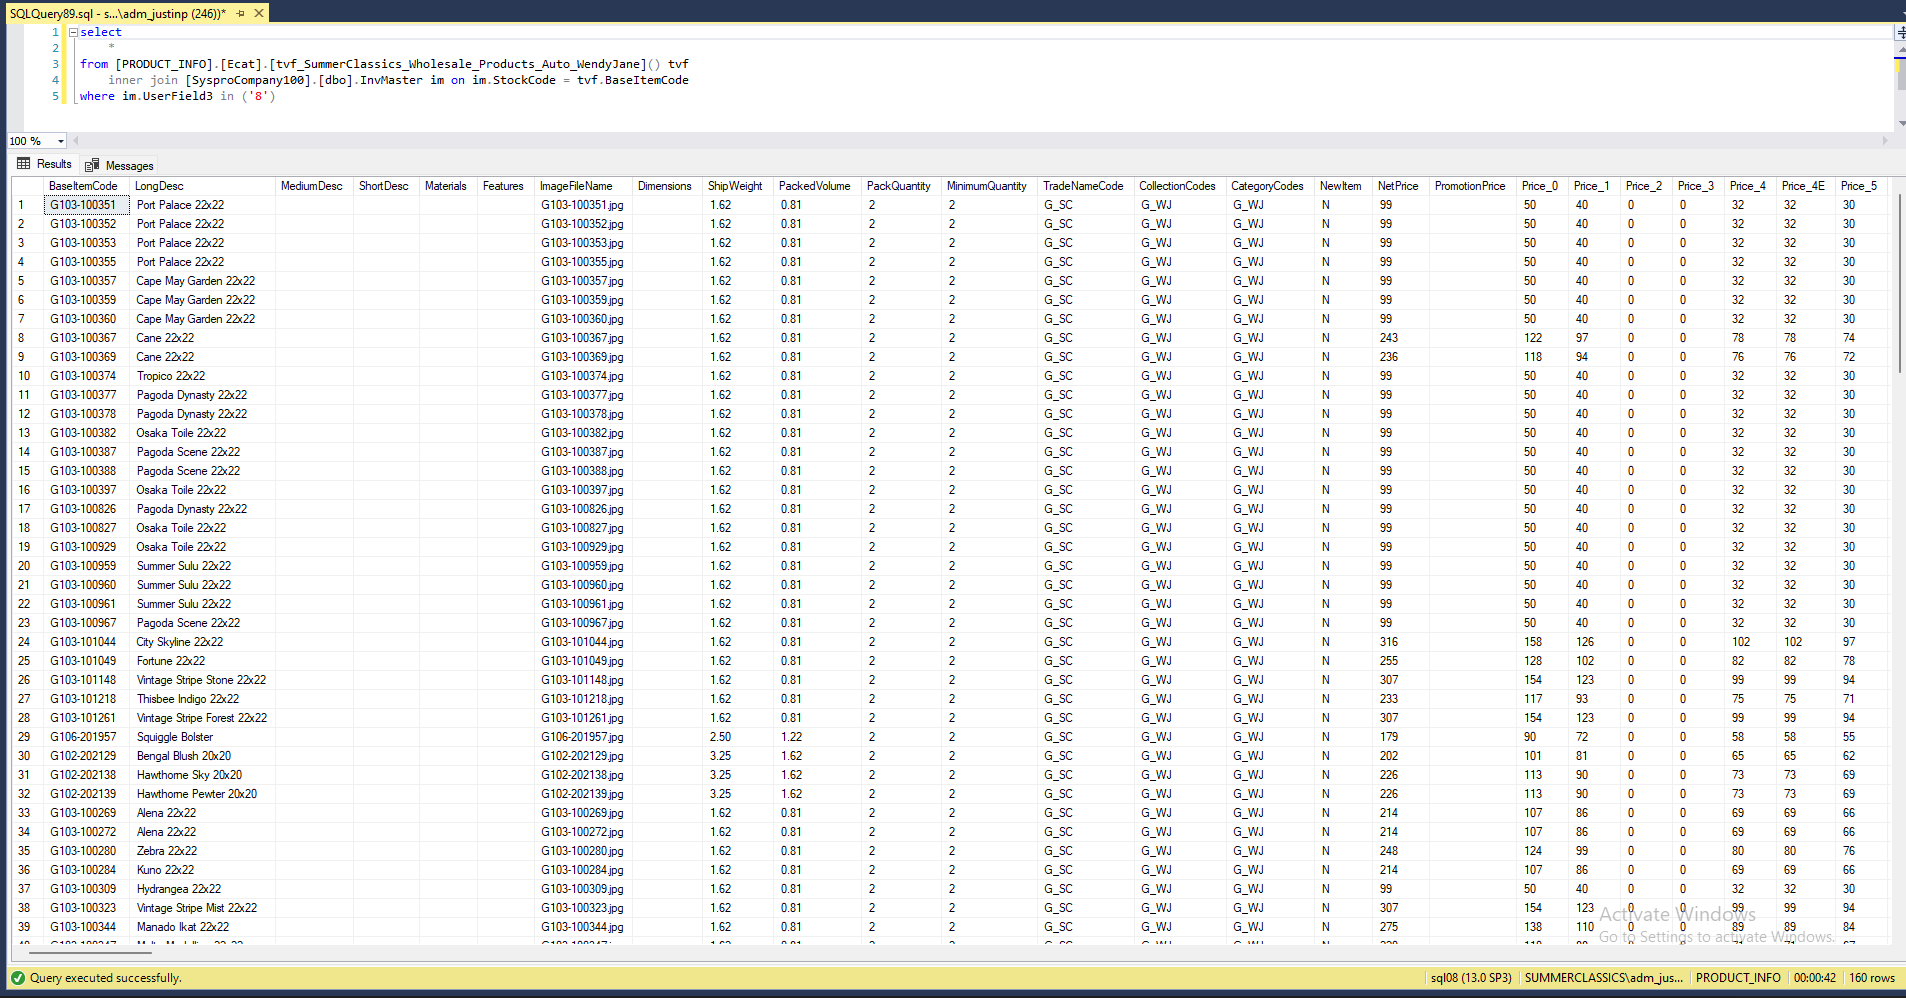 SQLQuery89.sql - s...\adm_justinp (246))*
1 select
2 *
3 from [PRODUCT_INFO].[Ecat].[tvf_SummerClassics_Wholesale_Products_Auto_WendyJane]() tvf
4 inner join [SysproCompany100].[dbo].InvMaster im on im.StockCode = tvf.BaseItemCode
5 where im.UserField3 in ('8')
100 %
Results Messages
BaseItemCode LongDesc MediumDesc ShortDesc Materials Features ImageFileName Dimensions ShipWeight PackedVolume PackQuantity MinimumQuantity TradeNameCode CollectionCodes CategoryCodes NewItem NetPrice PromotionPrice Price_0 Price_1 Price_2 Price_3 Price_4 Price_4E Price_5
1 G103-100351 Port Palace 22x22 G103-100351.jpg 1.62 0.81 2 2 G_SC G_WJ G_WJ N 99 50 40 0 0 32 32 30
2 G103-100352 Port Palace 22x22 G103-100352.jpg 1.62 0.81 2 2 G_SC G_WJ G_WJ N 99 50 40 0 0 32 32 30
3 G103-100353 Port Palace 22x22 G103-100353.jpg 1.62 0.81 2 2 G_SC G_WJ G_WJ N 99 50 40 0 0 32 32 30
4 G103-100355 Port Palace 22x22 G103-100355.jpg 1.62 0.81 2 2 G_SC G_WJ G_WJ N 99 50 40 0 0 32 32 30
5 G103-100357 Cape May Garden 22x22 G103-100357.jpg 1.62 0.81 2 2 G_SC G_WJ G_WJ N 99 50 40 0 0 32 32 30
6 G103-100359 Cape May Garden 22x22 G103-100359.jpg 1.62 0.81 2 2 G_SC G_WJ G_WJ N 99 50 40 0 0 32 32 30
7 G103-100360 Cape May Garden 22x22 G103-100360.jpg 1.62 0.81 2 2 G_SC G_WJ G_WJ N 99 50 40 0 0 32 32 30
8 G103-100367 Cane 22x22 G103-100367.jpg 1.62 0.81 2 2 G_SC G_WJ G_WJ N 243 122 97 0 0 78 78 74
9 G103-100369 Cane 22x22 G103-100369.jpg 1.62 0.81 2 2 G_SC G_WJ G_WJ N 236 118 94 0 0 76 76 72
10 G103-100374 Tropico 22x22 G103-100374.jpg 1.62 0.81 2 2 G_SC G_WJ G_WJ N 99 50 40 0 0 32 32 30
11 G103-100377 Pagoda Dynasty 22x22 G103-100377.jpg 1.62 0.81 2 2 G_SC G_WJ G_WJ N 99 50 40 0 0 32 32 30
12 G103-100378 Pagoda Dynasty 22x22 G103-100378.jpg 1.62 0.81 2 2 G_SC G_WJ G_WJ N 99 50 40 0 0 32 32 30
13 G103-100382 Osaka Toile 22x22 G103-100382.jpg 1.62 0.81 2 2 G_SC G_WJ G_WJ N 99 50 40 0 0 32 32 30
14 G103-100387 Pagoda Scene 22x22 G103-100387.jpg 1.62 0.81 2 2 G_SC G_WJ G_WJ N 99 50 40 0 0 32 32 30
15 G103-100388 Pagoda Scene 22x22 G103-100388.jpg 1.62 0.81 2 2 G_SC G_WJ G_WJ N 99 50 40 0 0 32 32 30
16 G103-100397 Osaka Toile 22x22 G103-100397.jpg 1.62 0.81 2 2 G_SC G_WJ G_WJ N 99 50 40 0 0 32 32 30
17 G103-100826 Pagoda Dynasty 22x22 G103-100826.jpg 1.62 0.81 2 2 G_SC G_WJ G_WJ N 99 50 40 0 0 32 32 30
18 G103-100827 Osaka Toile 22x22 G103-100827.jpg 1.62 0.81 2 2 G_SC G_WJ G_WJ N 99 50 40 0 0 32 32 30
19 G103-100929 Osaka Toile 22x22 G103-100929.jpg 1.62 0.81 2 2 G_SC G_WJ G_WJ N 99 50 40 0 0 32 32 30
20 G103-100959 Summer Sulu 22x22 G103-100959.jpg 1.62 0.81 2 2 G_SC G_WJ G_WJ N 99 50 40 0 0 32 32 30
21 G103-100960 Summer Sulu 22x22 G103-100960.jpg 1.62 0.81 2 2 G_SC G_WJ G_WJ N 99 50 40 0 0 32 32 30
22 G103-100961 Summer Sulu 22x22 G103-100961.jpg 1.62 0.81 2 2 G_SC G_WJ G_WJ N 99 50 40 0 0 32 32 30
23 G103-100967 Pagoda Scene 22x22 G103-100967.jpg 1.62 0.81 2 2 G_SC G_WJ G_WJ N 99 50 40 0 0 32 32 30
24 G103-101044 City Skyline 22x22 G103-101044.jpg 1.62 0.81 2 2 G_SC G_WJ G_WJ N 316 158 126 0 0 102 102 97
25 G103-101049 Fortune 22x22 G103-101049.jpg 1.62 0.81 2 2 G_SC G_WJ G_WJ N 255 128 102 0 0 82 82 78
26 G103-101148 Vintage Stripe Stone 22x22 G103-101148.jpg 1.62 0.81 2 2 G_SC G_WJ G_WJ N 307 154 123 0 0 99 99 94
27 G103-101218 Thisbee Indigo 22x22 G103-101218.jpg 1.62 0.81 2 2 G_SC G_WJ G_WJ N 233 117 93 0 0 75 75 71
28 G103-101261 Vintage Stripe Forest 22x22 G103-101261.jpg 1.62 0.81 2 2 G_SC G_WJ G_WJ N 307 154 123 0 0 99 99 94
29 G106-201957 Squiggle Bolster G106-201957.jpg 2.50 1.22 2 2 G_SC G_WJ G_WJ N 179 90 72 0 0 58 58 55
30 G102-202129 Bengal Blush 20x20 G102-202129.jpg 3.25 1.62 2 2 G_SC G_WJ G_WJ N 202 101 81 0 0 65 65 62
31 G102-202138 Hawthorne Sky 20x20 G102-202138.jpg 3.25 1.62 2 2 G_SC G_WJ G_WJ N 226 113 90 0 0 73 73 69
32 G102-202139 Hawthorne Pewter 20x20 G102-202139.jpg 3.25 1.62 2 2 G_SC G_WJ G_WJ N 226 113 90 0 0 73 73 69
33 G103-100269 Alena 22x22 G103-100269.jpg 1.62 0.81 2 2 G_SC G_WJ G_WJ N 214 107 86 0 0 69 69 66
34 G103-100272 Alena 22x22 G103-100272.jpg 1.62 0.81 2 2 G_SC G_WJ G_WJ N 214 107 86 0 0 69 69 66
35 G103-100280 Zebra 22x22 G103-100280.jpg 1.62 0.81 2 2 G_SC G_WJ G_WJ N 248 124 99 0 0 80 80 76
36 G103-100284 Kuno 22x22 G103-100284.jpg 1.62 0.81 2 2 G_SC G_WJ G_WJ N 214 107 86 0 0 69 69 66
37 G103-100309 Hydrangea 22x22 G103-100309.jpg 1.62 0.81 2 2 G_SC G_WJ G_WJ N 99 50 40 0 0 32 32 30
38 G103-100323 Vintage Stripe Mist 22x22 G103-100323.jpg 1.62 0.81 2 2 G_SC G_WJ G_WJ N 307 154 123 0 0 99 99 94
39 G103-100344 Manado Ikat 22x22 G103-100344.jpg 1.62 0.81 2 2 G_SC G_WJ G_WJ N 275 138 110 0 0 89 89 84
Activate Windows
Go to Settings to activate Windows.
Query executed successfully. sql08 (13.0 SP3) SUMMERCLASSICS\adm_jus... PRODUCT_INFO 00:00:42 160 rows